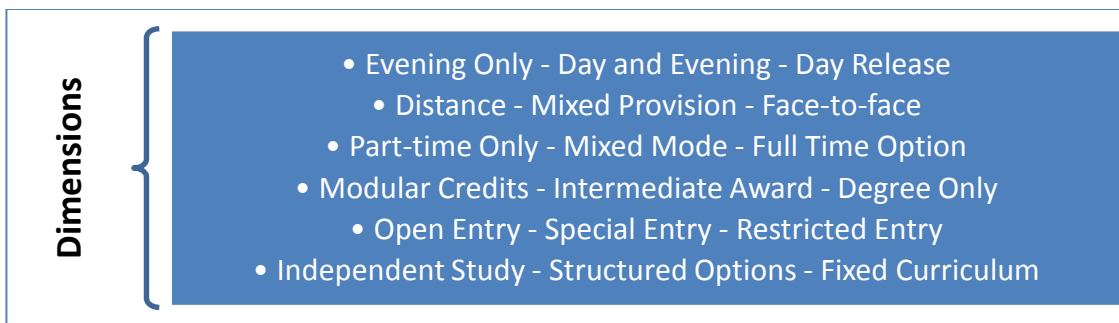 Dimensions
• Evening Only - Day and Evening - Day Release
• Distance - Mixed Provision - Face-to-face
• Part-time Only - Mixed Mode - Full Time Option
• Modular Credits - Intermediate Award - Degree Only
• Open Entry - Special Entry - Restricted Entry
• Independent Study - Structured Options - Fixed Curriculum